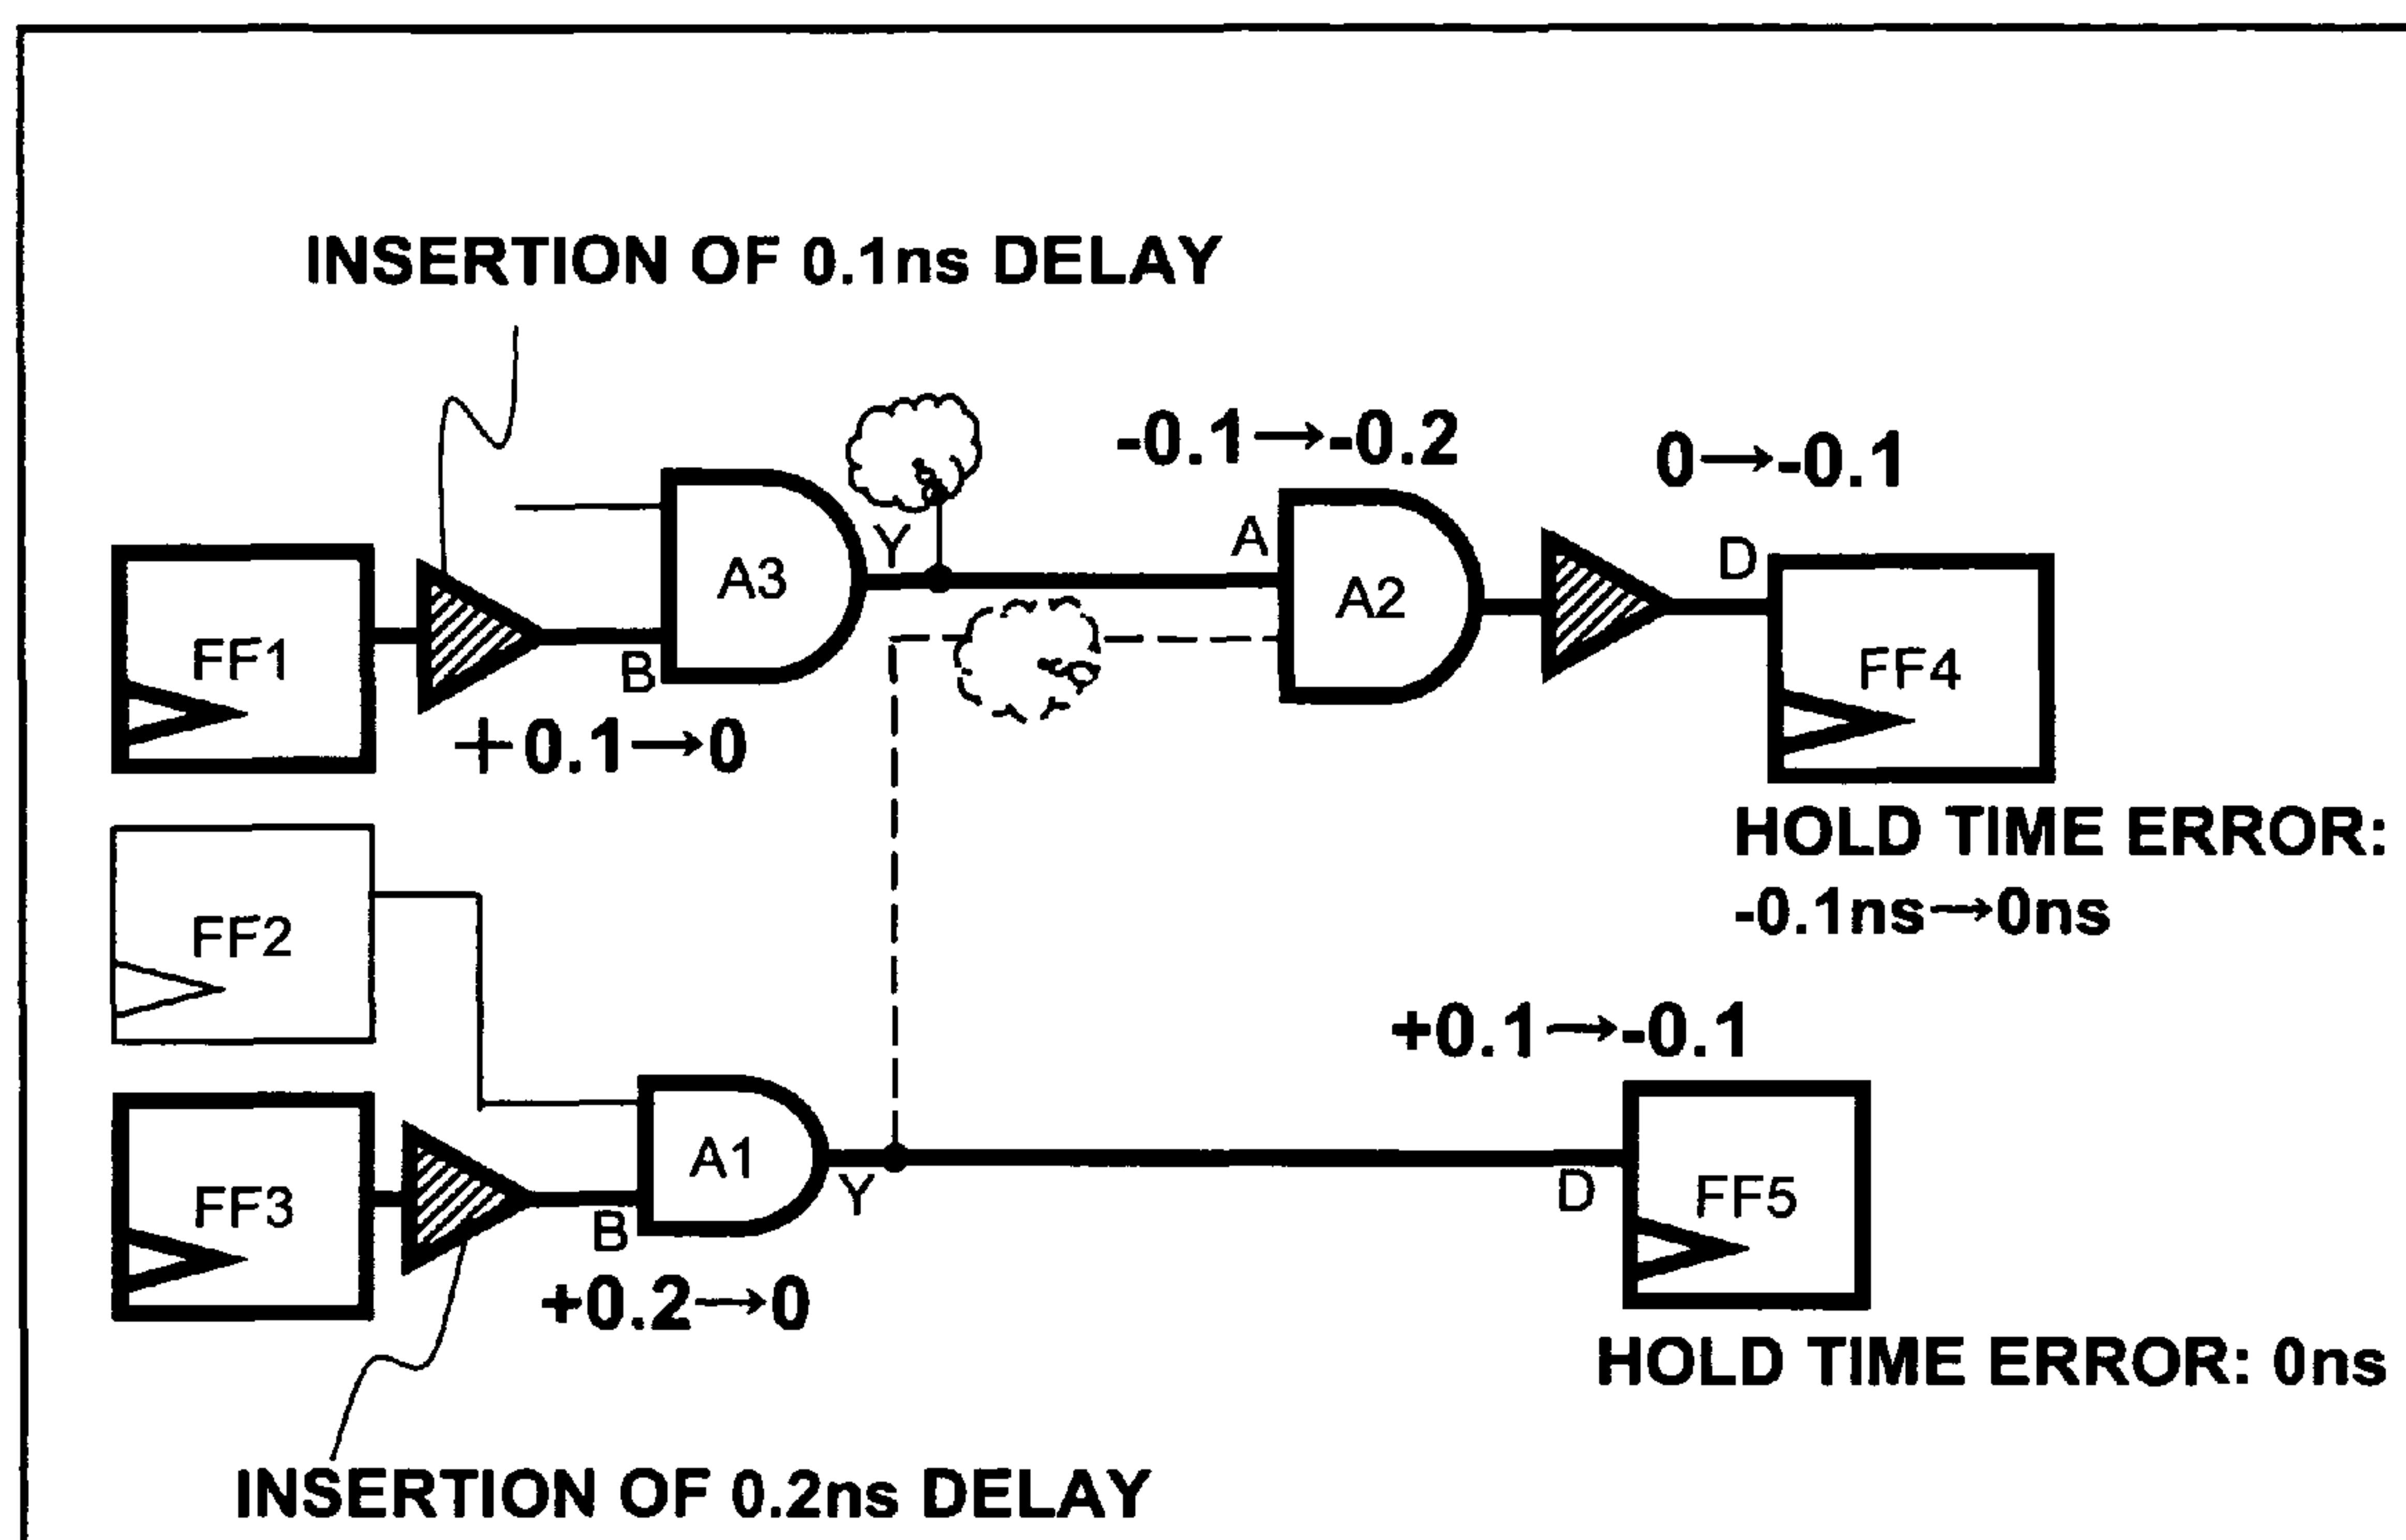 INSERTION OF 0.1ns DELAY
-0.1→-0.2
0→-0.1
Y
A
D
A3
A2
FF1
B
FF4
+0.1→0
HOLD TIME ERROR:
-0.1ns→0ns
FF2
+0.1→-0.1
A1
Y
D
FF3
B
FF5
+0.2→0
HOLD TIME ERROR: 0ns
INSERTION OF 0.2ns DELAY